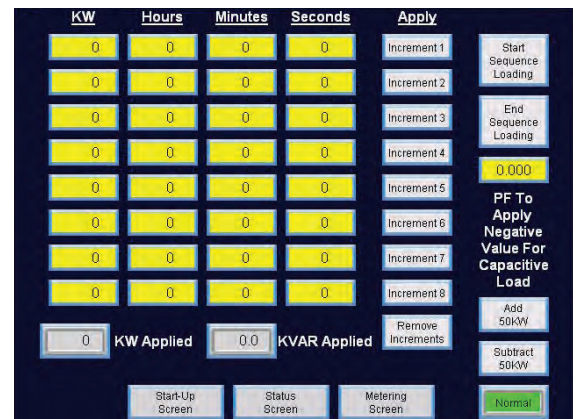 KW Hours Minutes Seconds Apply
0 0 0 0 Increment 1
0 0 0 0 Increment 2
0 0 0 0 Increment 3
0 0 0 0 Increment 4
0 0 0 0 Increment 5
0 0 0 0 Increment 6
0 0 0 0 Increment 7
0 0 0 0 Increment 8
0 KW Applied 0.0 KVAR Applied
Remove
Increments
Start
Sequence
Loading
End
Sequence
Loading
0.000
PF To
Apply
Negative
Value For
Capacitive
Load
Add
50KW
Subtract
50KW
Start-Up
Screen
Status
Screen
Metering
Screen
Normal